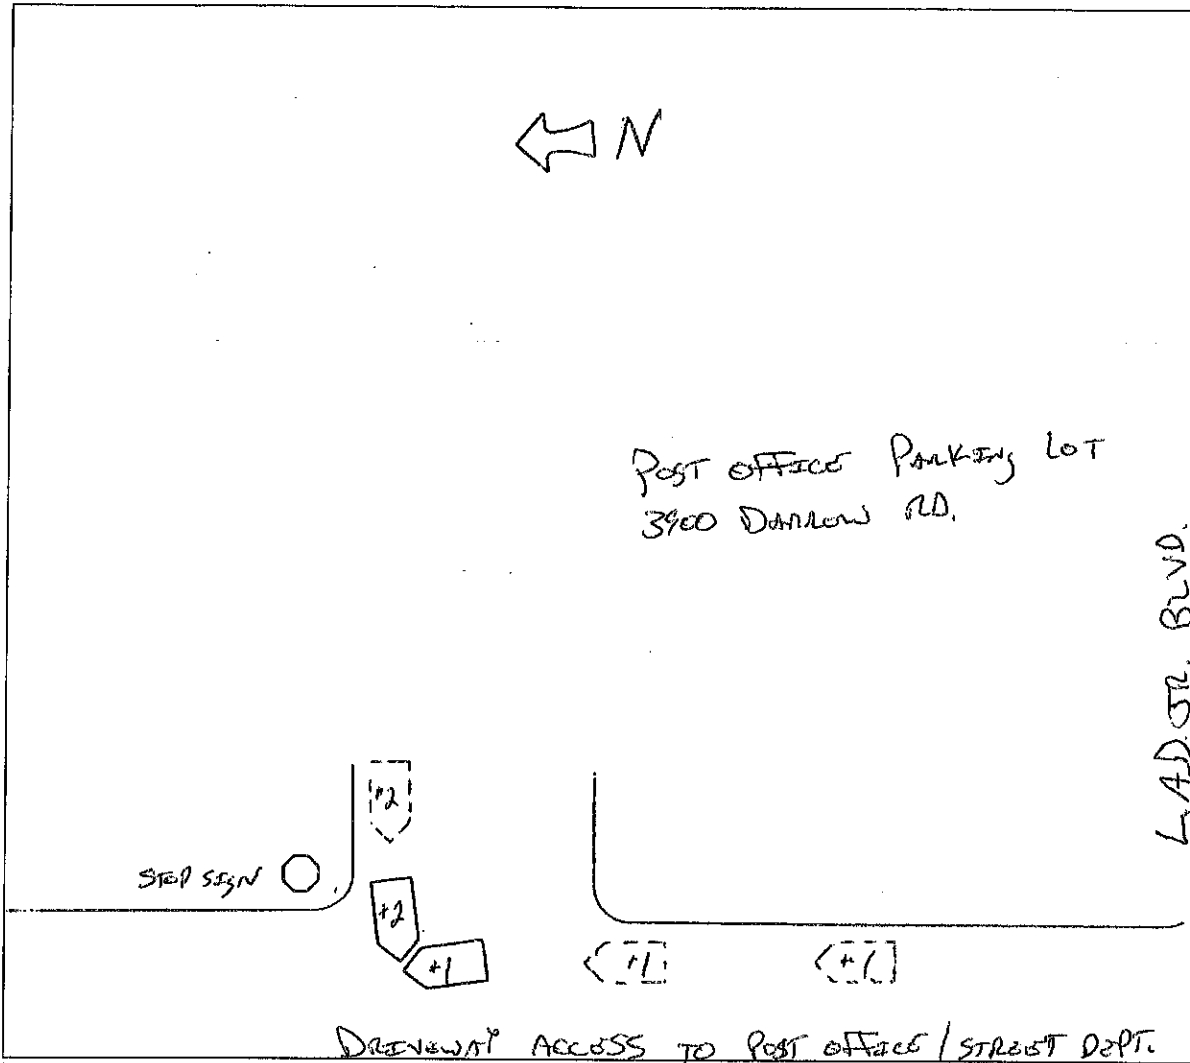 N
POST OFFICE PARKING LOT
3900 DARROW RD.
L.A.D. JR. BLVD.
#2
STOP SIGN
#2
#1
#1
#1
DRIVEWAY ACCESS TO POST OFFICE / STREET DEPT.